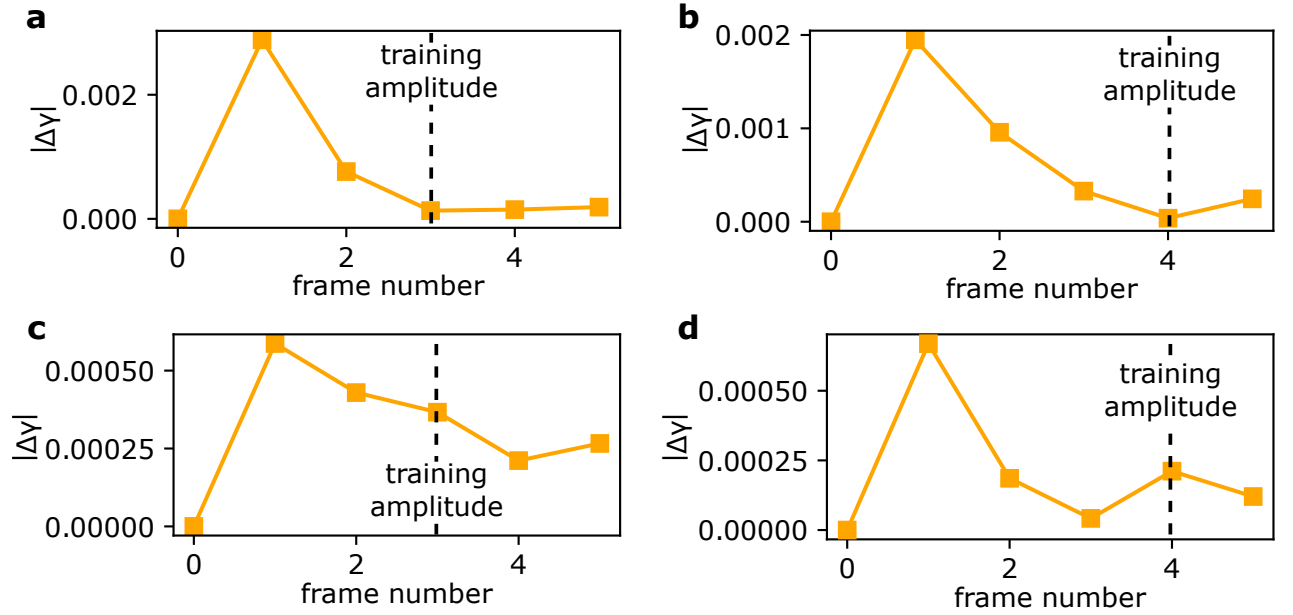 a
training
amplitude
0.002
0.000
|Δγ|
0
2
4
frame number
b
training
amplitude
0.002
0.001
0.000
|Δγ|
0
2
4
frame number
c
training
amplitude
0.00050
0.00025
0.00000
|Δγ|
0
2
4
frame number
d
training
amplitude
0.00050
0.00025
0.00000
|Δγ|
0
2
4
frame number